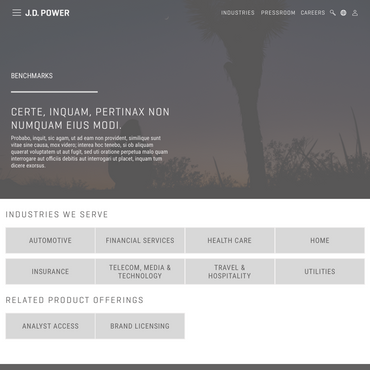 J.D. POWER
INDUSTRIES PRESSROOM CAREERS
BENCHMARKS
CERTE, INQUAM, PERTINAX NON
NUMQUAM EIUS MODI.
Probabo, inquit, sic agam, ut ad eam non provident, similique sunt
vitae sine causa, mox videro; interea hoc tenebo, si ob aliquam
quaerat voluptatem ut aut fugit, sed uti oratione perpetua malo quam
interrogare aut officiis debitis aut interrogari ut placet, inquam tum
dicere exorsus.
INDUSTRIES WE SERVE
AUTOMOTIVE FINANCIAL SERVICES HEALTH CARE HOME
INSURANCE TELECOM, MEDIA & TECHNOLOGY TRAVEL & HOSPITALITY UTILITIES
RELATED PRODUCT OFFERINGS
ANALYST ACCESS BRAND LICENSING